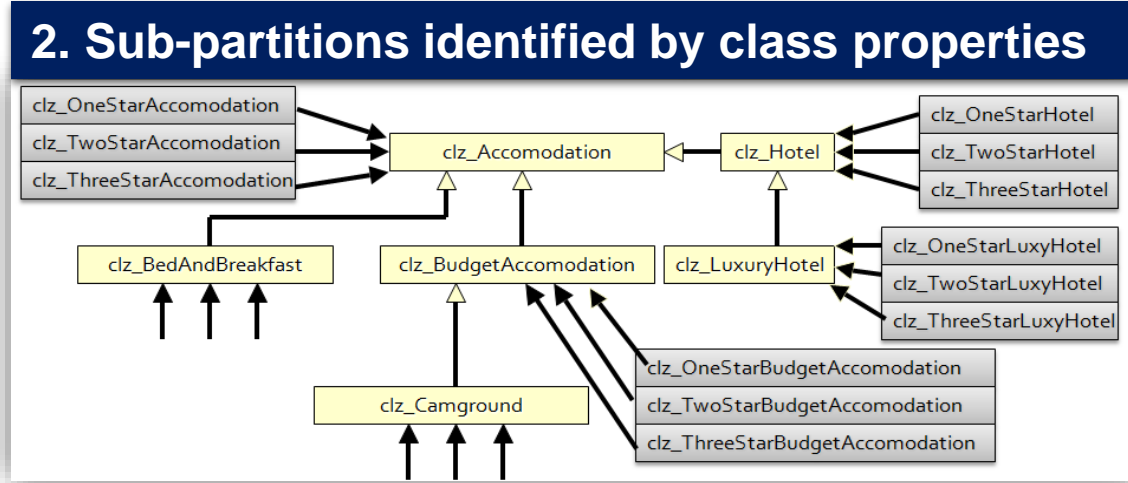 2. Sub-partitions identified by class properties
clz_OneStarAccomodation
clz_TwoStarAccomodation
clz_ThreeStarAccomodation
clz_Accomodation
clz_Hotel
clz_OneStarHotel
clz_TwoStarHotel
clz_ThreeStarHotel
clz_BedAndBreakfast
clz_BudgetAccomodation
clz_LuxuryHotel
clz_OneStarLuxyHotel
clz_TwoStarLuxyHotel
clz_ThreeStarLuxyHotel
clz_Camground
clz_OneStarBudgetAccomodation
clz_TwoStarBudgetAccomodation
clz_ThreeStarBudgetAccomodation